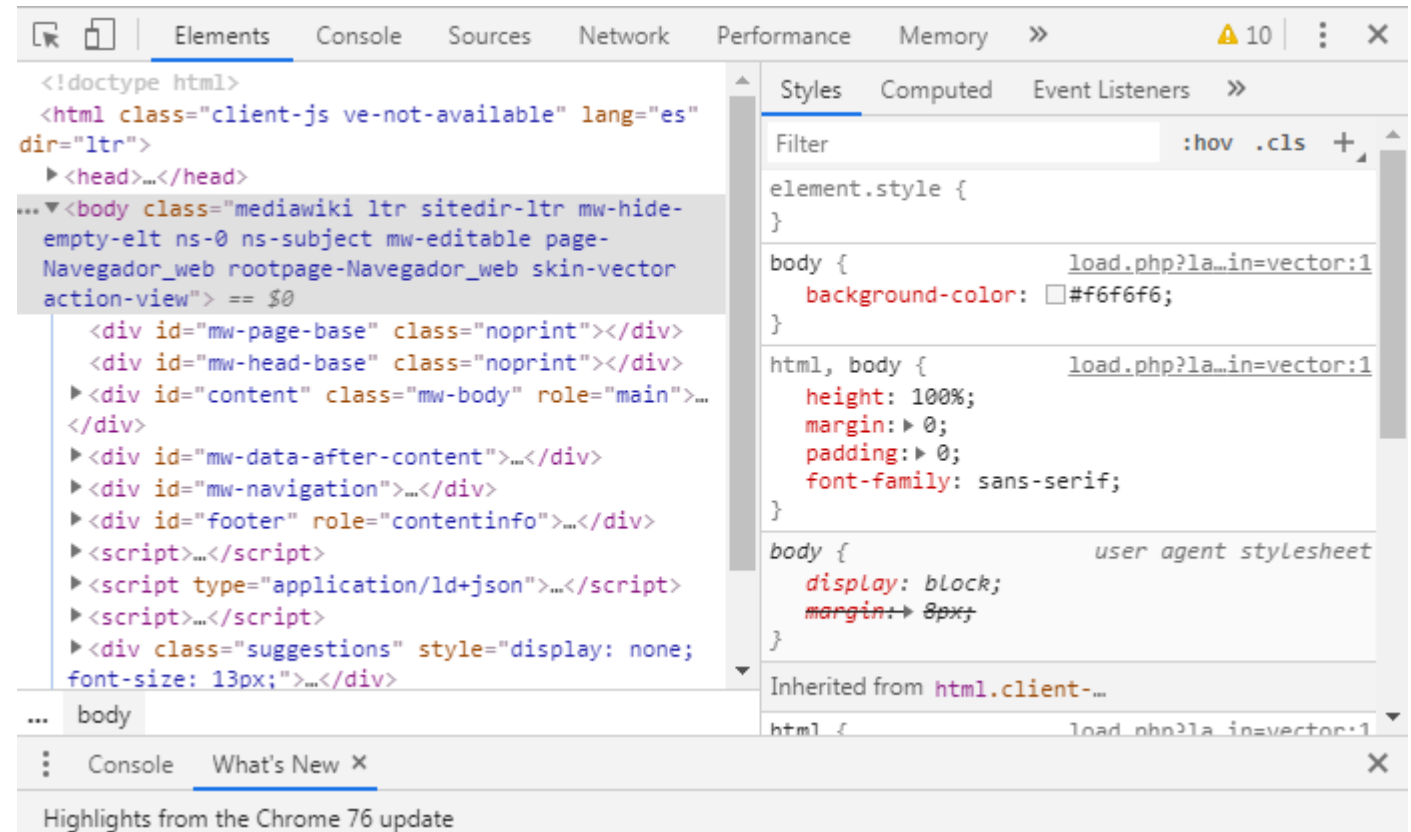 Elements Console Sources Network Performance Memory » 10
<!doctype html>
<html class="client-js ve-not-available" lang="es"
dir="ltr">
<head>…</head>
…<body class="mediawiki ltr sitedir-ltr mw-hide-
empty-elt ns-0 ns-subject mw-editable page-
Navegador_web rootpage-Navegador_web skin-vector
action-view"> == $0
<div id="mw-page-base" class="noprint"></div>
<div id="mw-head-base" class="noprint"></div>
<div id="content" class="mw-body" role="main">…
</div>
<div id="mw-data-after-content">…</div>
<div id="mw-navigation">…</div>
<div id="footer" role="contentinfo">…</div>
<script>…</script>
<script type="application/ld+json">…</script>
<script>…</script>
<div class="suggestions" style="display: none;
font-size: 13px;">…</div>
… body
Styles Computed Event Listeners »
Filter :hov .cls +
element.style {
}
body { load.php?la…in=vector:1
background-color: #f6f6f6;
}
html, body { load.php?la…in=vector:1
height: 100%;
margin: 0;
padding: 0;
font-family: sans-serif;
}
body { user agent stylesheet
display: block;
margin: 8px;
}
Inherited from html.client-…
html { load.php?la…in=vector:1
Console What's New ×
Highlights from the Chrome 76 update